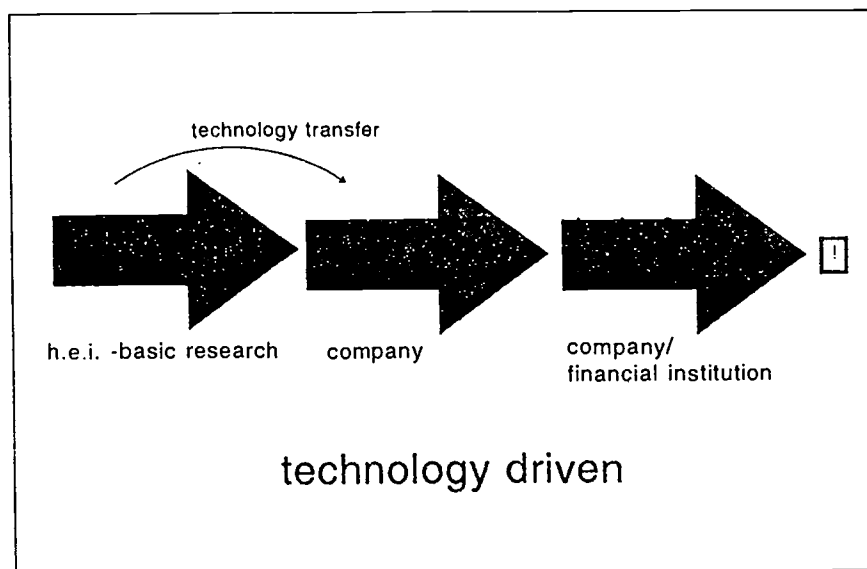 technology transfer
!
h.e.i. -basic research
company
company/
financial institution
technology driven